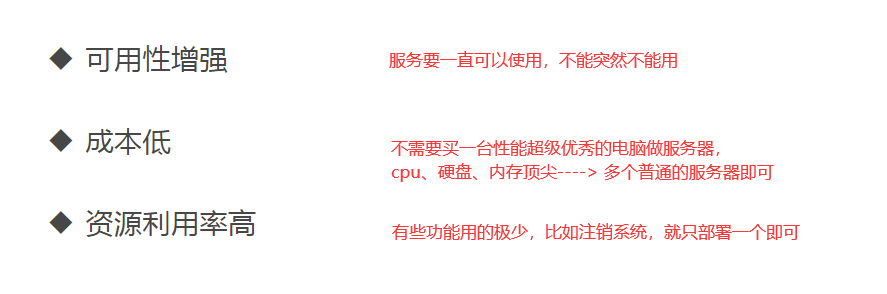 ◆ 可用性增强 服务要一直可以使用，不能突然不能用
◆ 成本低 不需要买一台性能超级优秀的电脑做服务器，
cpu、硬盘、内存顶尖----> 多个普通的服务器即可
◆ 资源利用率高 有些功能用的极少，比如注销系统，就只部署一个即可